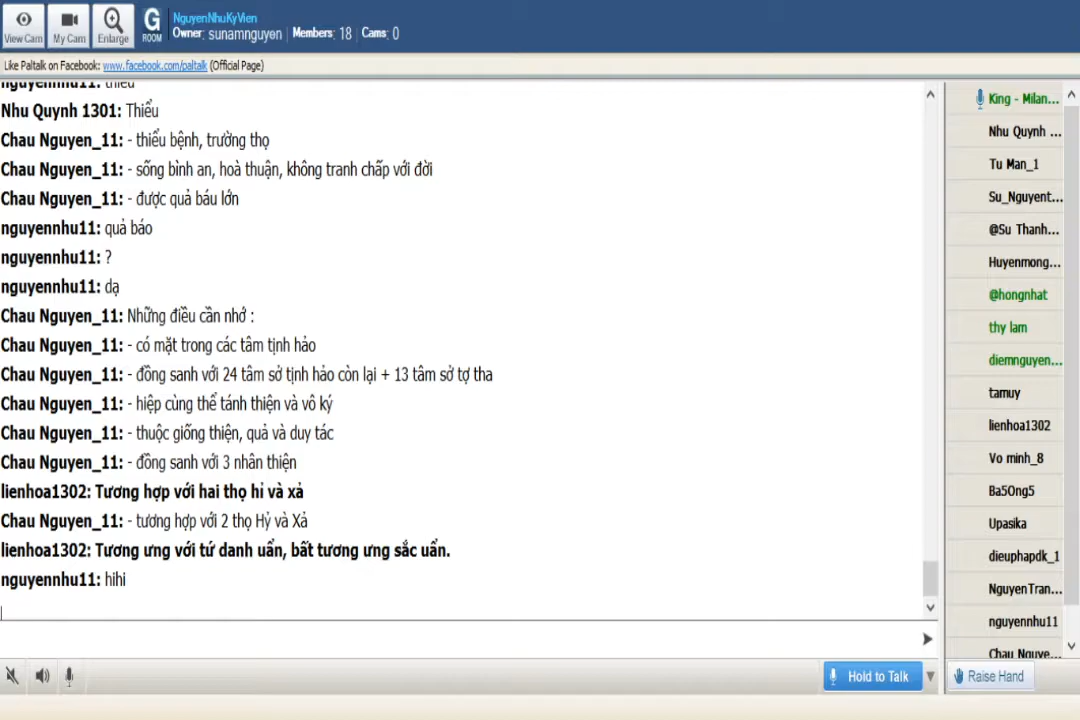 NguyenNhuKyVien
Owner: sunamnguyen | Members: 18 | Cams: 0
View Cam
My Cam
Enlarge
G
ROOM
Like Paltalk on Facebook: www.facebook.com/paltalk (Official Page)
nguyennhu11: thiểu
Nhu Quynh 1301: Thiểu
Chau Nguyen_11: - thiểu bệnh, trường thọ
Chau Nguyen_11: - sống bình an, hoà thuận, không tranh chấp với đời
Chau Nguyen_11: - được quả báu lớn
nguyennhu11: quả báo
nguyennhu11: ?
nguyennhu11: dạ
Chau Nguyen_11: Những điều cần nhớ :
Chau Nguyen_11: - có mặt trong các tâm tịnh hảo
Chau Nguyen_11: - đồng sanh với 24 tâm sở tịnh hảo còn lại + 13 tâm sở tợ tha
Chau Nguyen_11: - hiệp cùng thể tánh thiện và vô ký
Chau Nguyen_11: - thuộc giống thiện, quả và duy tác
Chau Nguyen_11: - đồng sanh với 3 nhân thiện
lienhoa1302: Tương hợp với hai thọ hỉ và xả
Chau Nguyen_11: - tương hợp với 2 thọ Hỷ và Xả
lienhoa1302: Tương ưng với tứ danh uẩn, bất tương ưng sắc uẩn.
nguyennhu11: hihi
King - Milan...
Nhu Quynh ...
Tu Man_1
Su_Nguyent...
@Su Thanh...
Huyenmong...
@hongnhat
thy lam
diemnguyen...
tamuy
lienhoa1302
Vo minh_8
Ba5Ong5
Upasika
dieuphapdk_1
NguyenTran...
nguyennhu11
Chau Nguye...
Hold to Talk
Raise Hand